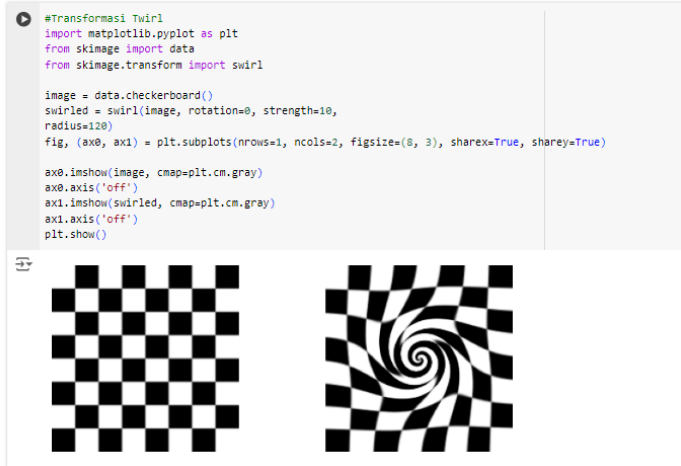 #Transformasi Twirl
import matplotlib.pyplot as plt
from skimage import data
from skimage.transform import swirl
image = data.checkerboard()
swirled = swirl(image, rotation=0, strength=10,
radius=120)
fig, (ax0, ax1) = plt.subplots(nrows=1, ncols=2, figsize=(8, 3), sharex=True, sharey=True)
ax0.imshow(image, cmap=plt.cm.gray)
ax0.axis('off')
ax1.imshow(swirled, cmap=plt.cm.gray)
ax1.axis('off')
plt.show()